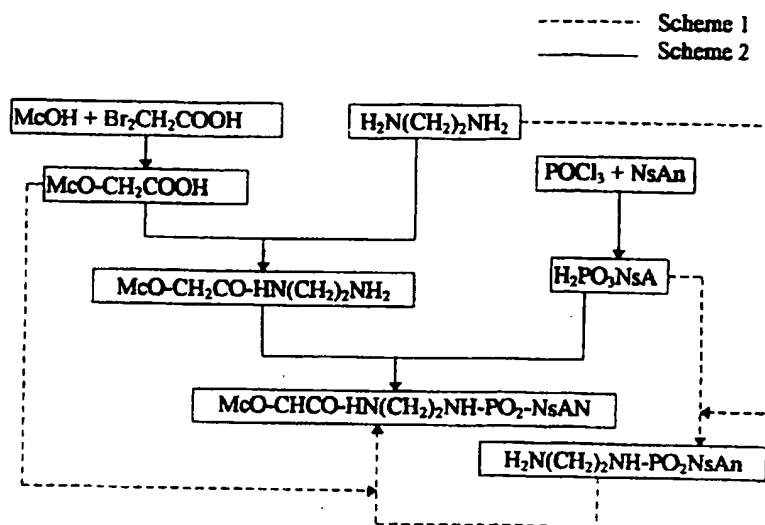 Scheme 1
Scheme 2
McOH + Br₂CH₂COOH
H₂N(CH₂)₂NH₂
McO-CH₂COOH
POCl₃ + NsAn
McO-CH₂CO-HN(CH₂)₂NH₂
H₂PO₃NsA
McO-CHCO-HN(CH₂)₂NH-PO₂-NsAN
H₂N(CH₂)₂NH-PO₂NsAn